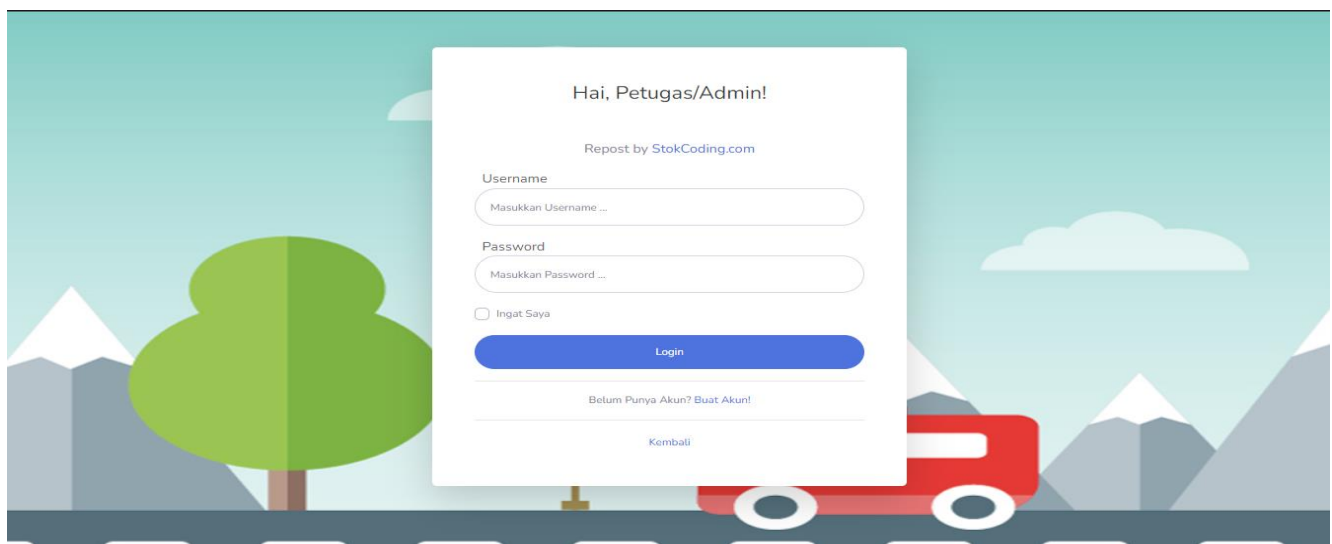 Hai, Petugas/Admin!
Repost by StokCoding.com
Username
Masukkan Username ...
Password
Masukkan Password ...
Ingat Saya
Login
Belum Punya Akun? Buat Akun!
Kembali